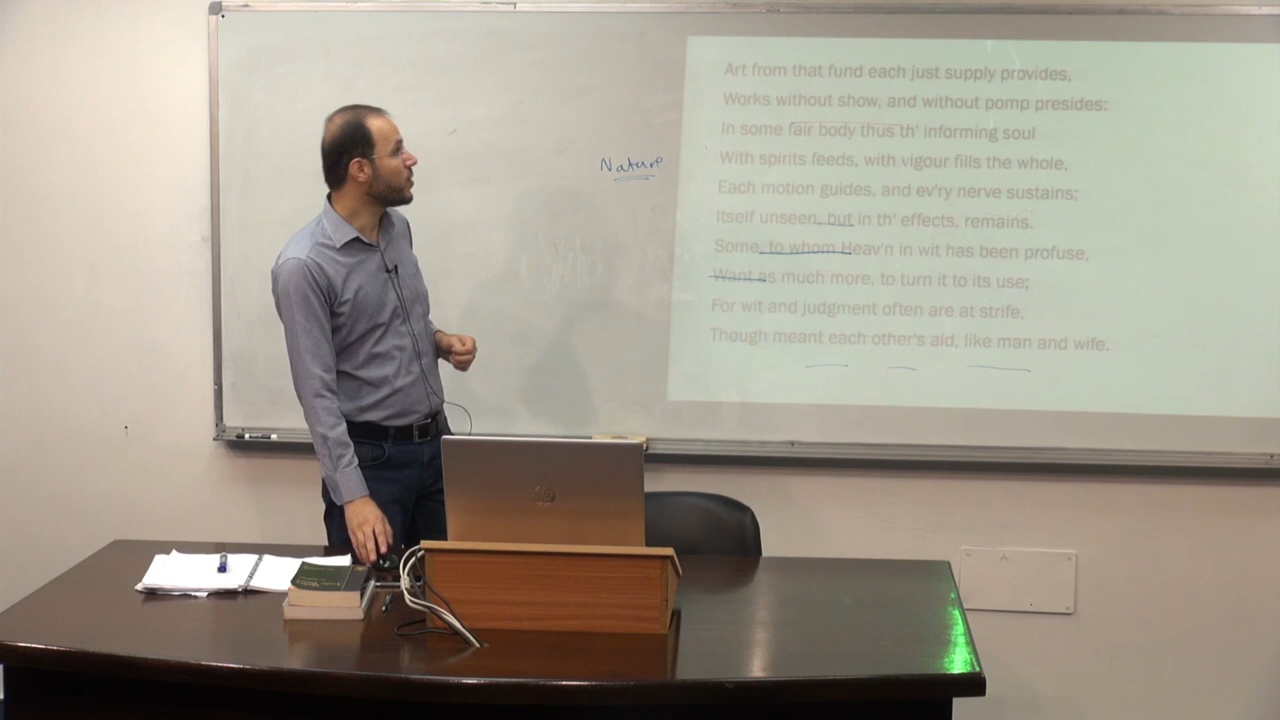 Art from that fund each just supply provides,
Works without show, and without pomp presides:
In some fair body thus th' informing soul
With spirits feeds, with vigour fills the whole,
Each motion guides, and ev'ry nerve sustains;
Itself unseen, but in th' effects, remains.
Some, to whom Heav'n in wit has been profuse,
Want as much more, to turn it to its use;
For wit and judgment often are at strife,
Though meant each other's aid, like man and wife.
Nature
hp